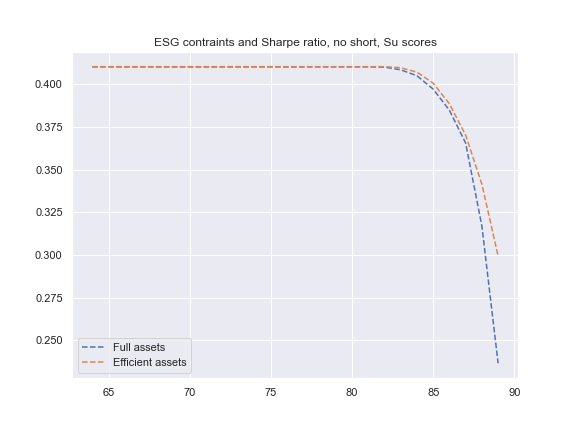 ESG contraints and Sharpe ratio, no short, Su scores
0.400
0.375
0.350
0.325
0.300
0.275
0.250
Full assets
Efficient assets
65 70 75 80 85 90